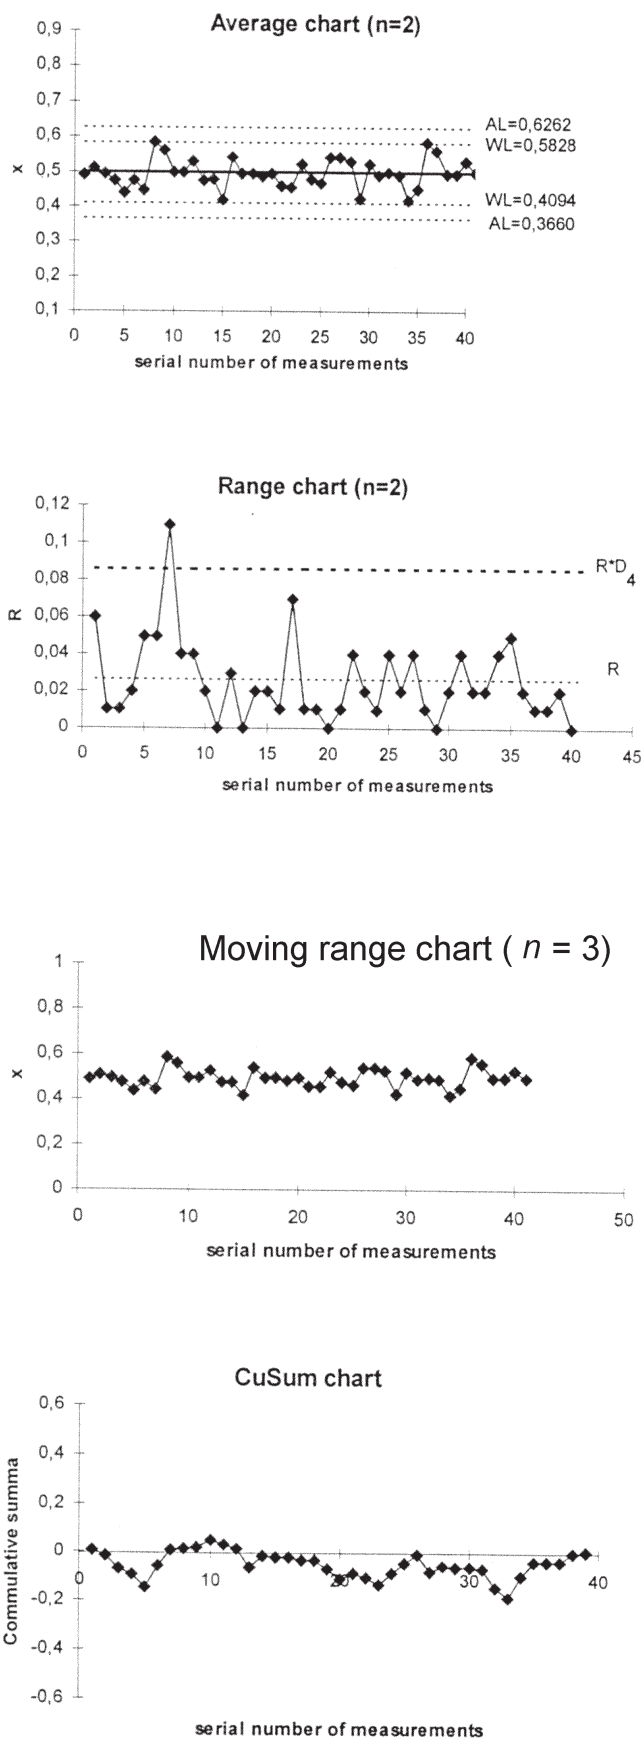 Average chart (n=2)
0,9
0,8
0,7
0,6
0,5
0,4
0,3
0,2
0,1
x
AL=0,6262
WL=0,5828
WL=0,4094
AL=0,3660
0 5 10 15 20 25 30 35 40
serial number of measurements
Range chart (n=2)
0,12
0,1
0,08
0,06
0,04
0,02
0
R
R*D4
R
0 5 10 15 20 25 30 35 40 45
serial number of measurements
Moving range chart ( n = 3)
1
0,8
0,6
0,4
0,2
0
x
0 10 20 30 40 50
serial number of measurements
CuSum chart
0,6
0,4
0,2
0
-0,2
-0,4
-0,6
Commulative summa
0 10 20 30 40
serial number of measurements